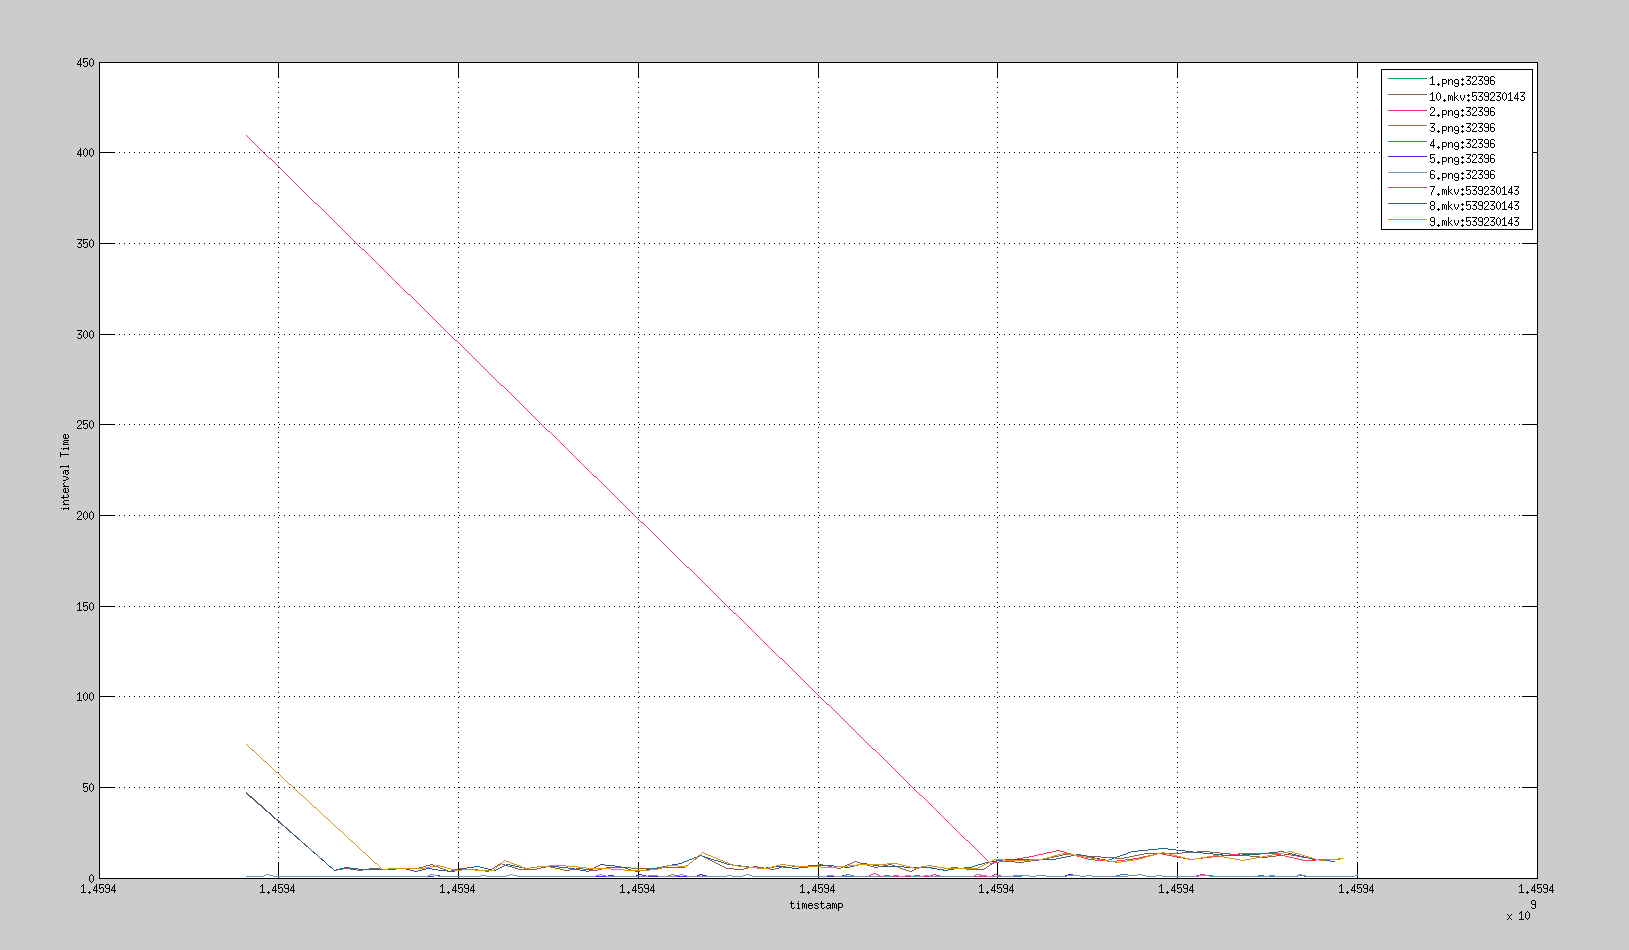 450
400
350
300
250
200
150
100
50
0
interval Time
1.4594 1.4594 1.4594 1.4594 1.4594 1.4594 1.4594 1.4594 1.4594
timestamp
x 10^9
1.png:32396
10.mkv:539230143
2.png:32396
3.png:32396
4.png:32396
5.png:32396
6.png:32396
7.mkv:539230143
8.mkv:539230143
9.mkv:539230143